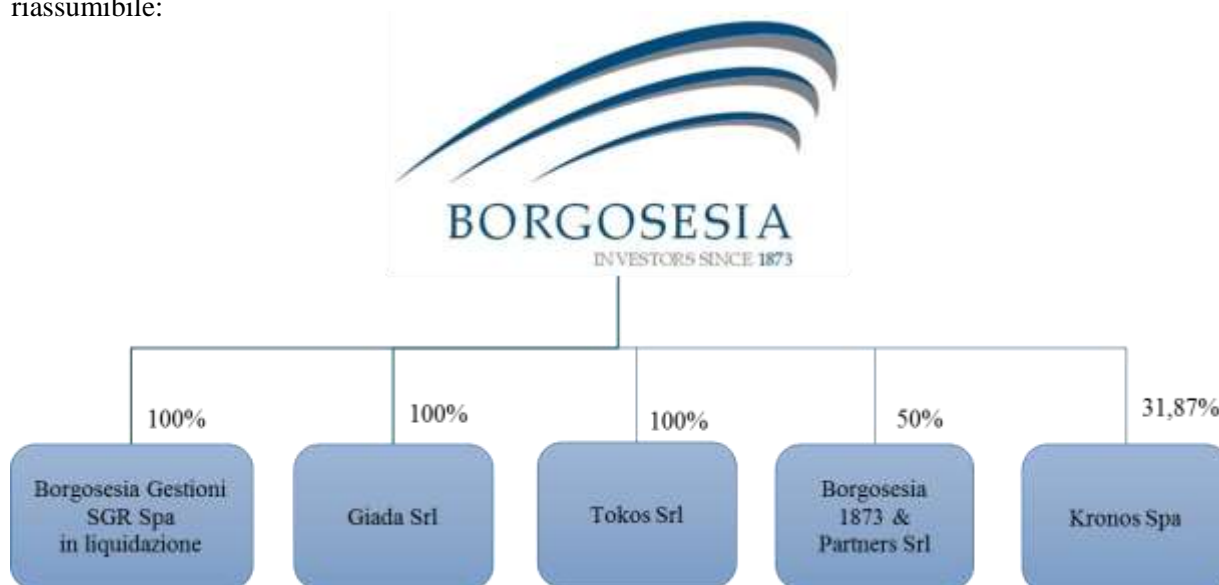 riassumibile:
BORGOSESIA
INVESTORS SINCE 1873
100%
100%
100%
50%
31,87%
Borgosesia Gestioni
SGR Spa
in liquidazione
Giada Srl
Tokos Srl
Borgosesia
1873 &
Partners Srl
Kronos Spa